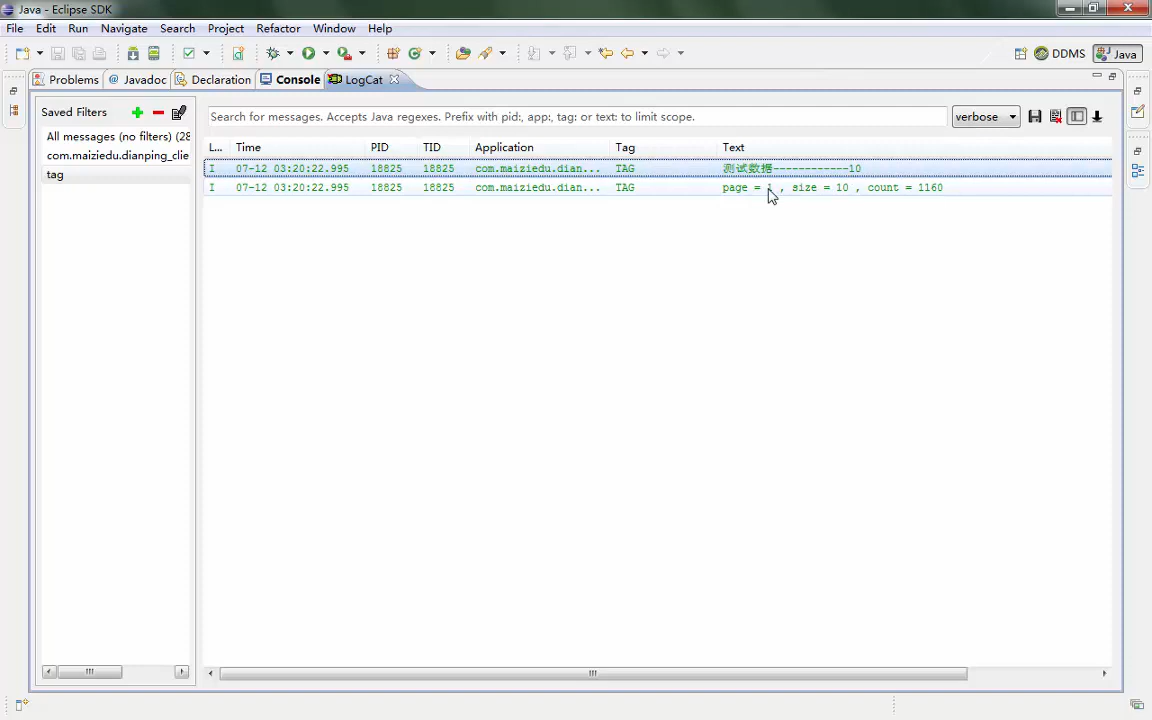 Java - Eclipse SDK
File Edit Run Navigate Search Project Refactor Window Help
DDMS Java
Problems @ Javadoc Declaration Console LogCat
Saved Filters
Search for messages. Accepts Java regexes. Prefix with pid:, app:, tag: or text: to limit scope.
verbose
All messages (no filters) (28
com.maiziedu.dianping_clie
tag
L... Time PID TID Application Tag Text
I 07-12 03:20:22.995 18825 18825 com.maiziedu.dian... TAG 测试数据------------10
I 07-12 03:20:22.995 18825 18825 com.maiziedu.dian... TAG page = 1 , size = 10 , count = 1160